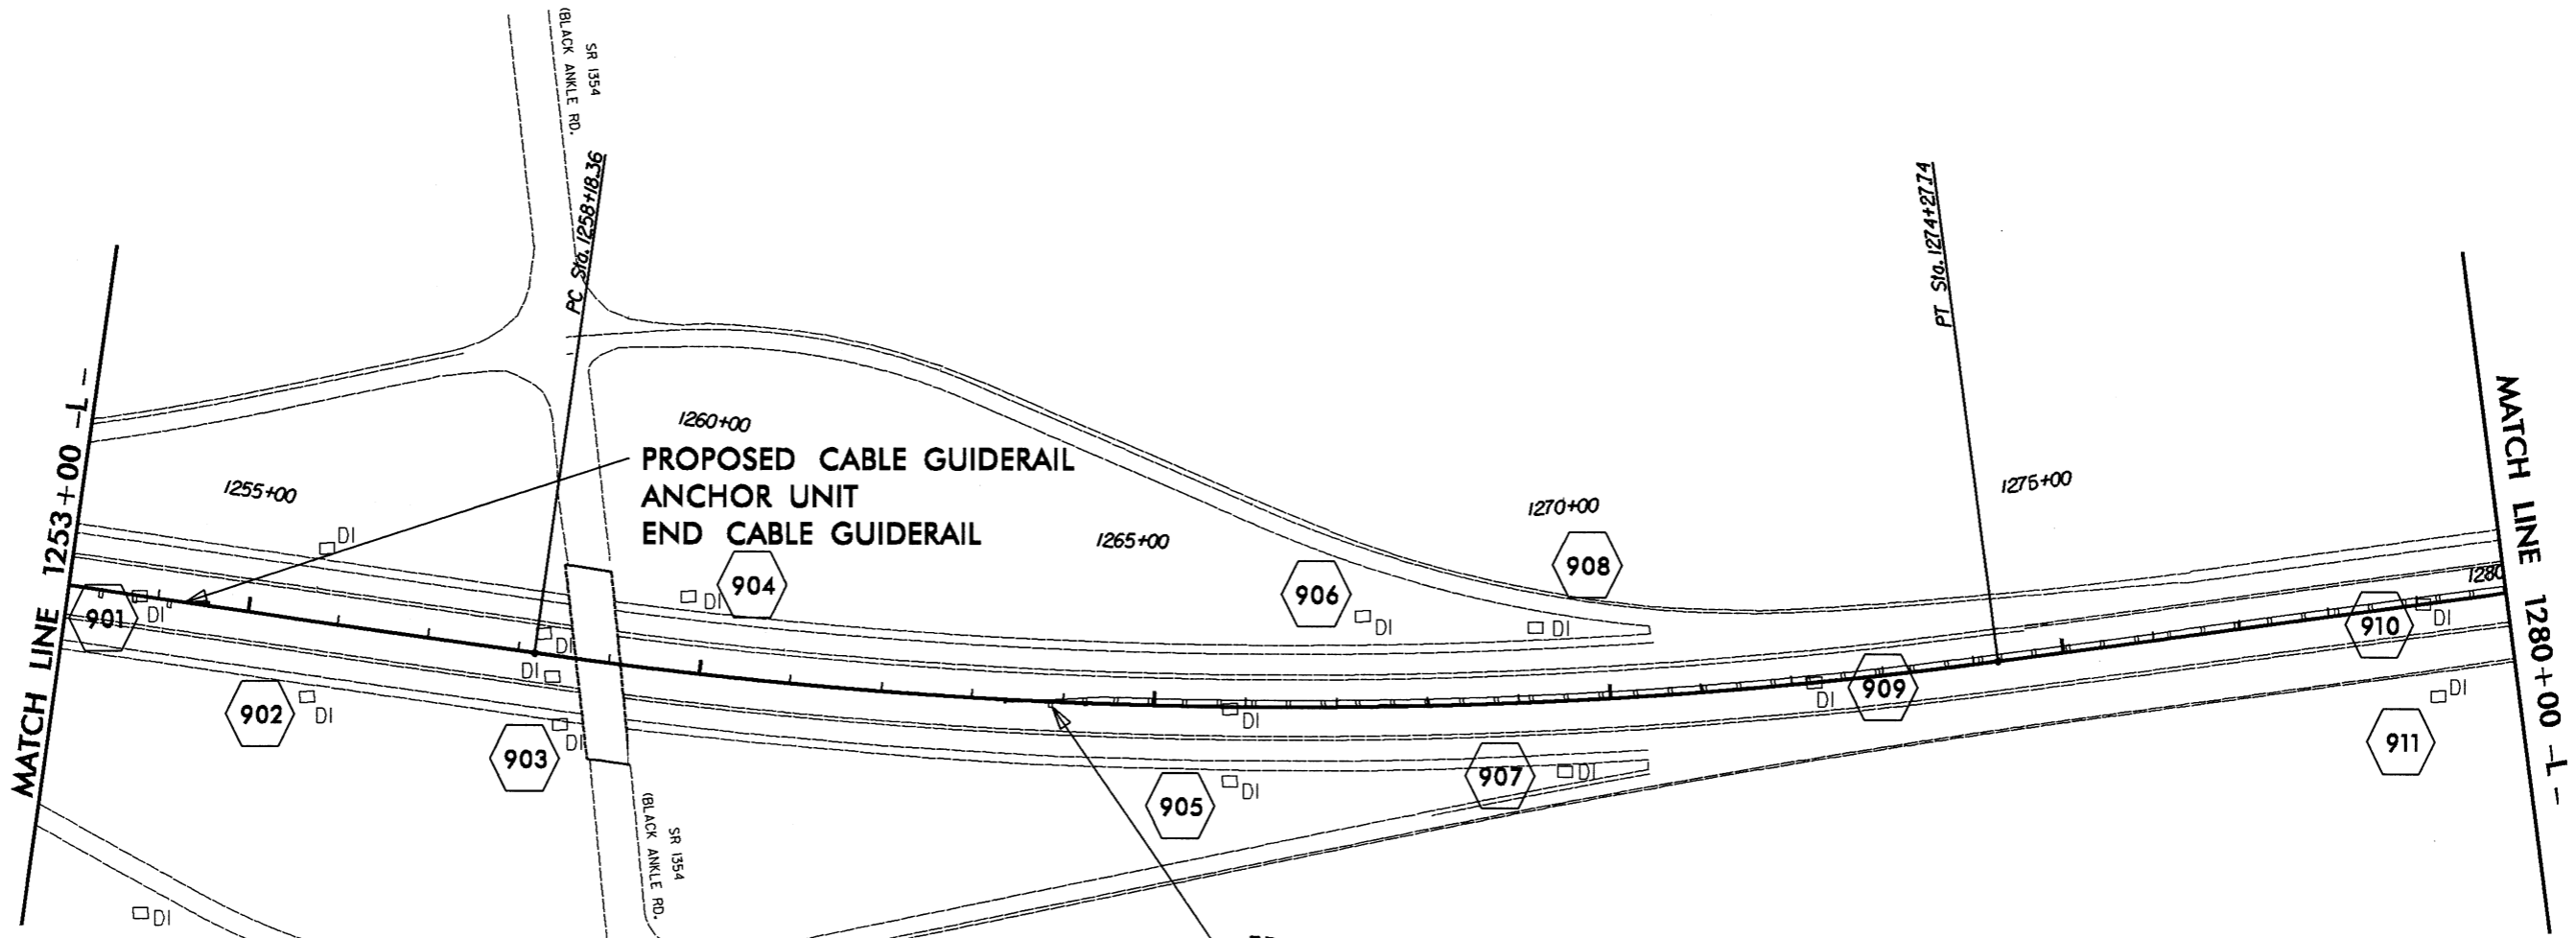 SR 1354
(BLACK ANKLE RD.
PC Sta. 1258+18.36
PT Sta. 1274+27.74
MATCH LINE 1253+00 -L-
MATCH LINE 1280+00 -L-
1255+00
1260+00
1265+00
1270+00
1275+00
1280
PROPOSED CABLE GUIDERAIL
ANCHOR UNIT
END CABLE GUIDERAIL
DI
904
DI
906
DI
908
DI
901
DI
DI
DI
902
DI
903
DI
DI
905
DI
907
DI
909
DI
910
DI
911
DI
SR 1354
(BLACK ANKLE RD.
DI